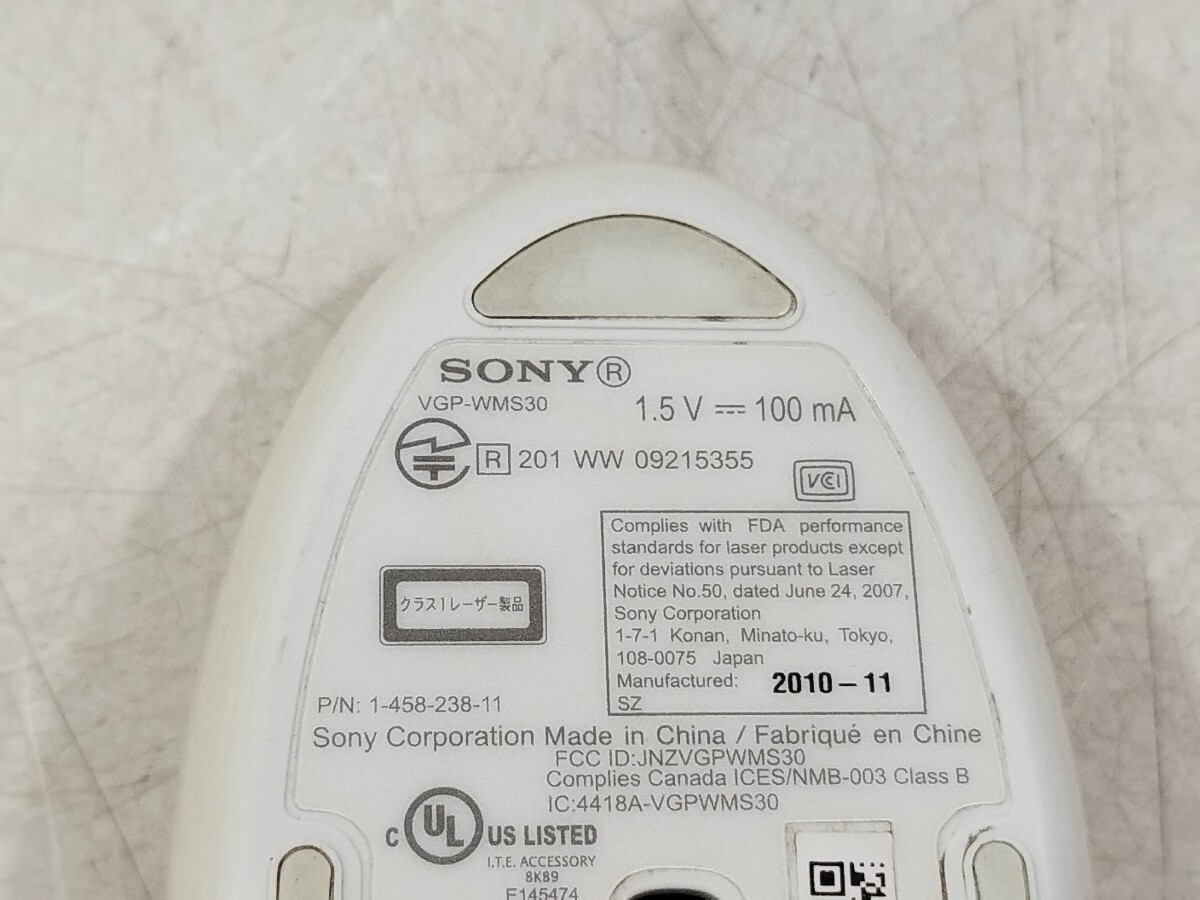 SONY®
VGP-WMS30
1.5 V ⎓ 100 mA
R 201 WW 09215355
VCCI
Complies with FDA performance
standards for laser products except
for deviations pursuant to Laser
Notice No.50, dated June 24, 2007,
Sony Corporation
1-7-1 Konan, Minato-ku, Tokyo,
108-0075 Japan
Manufactured: 2010-11
SZ
クラス1レーザー製品
P/N: 1-458-238-11
Sony Corporation Made in China / Fabriqué en Chine
FCC ID:JNZVGPWMS30
Complies Canada ICES/NMB-003 Class B
IC:4418A-VGPWMS30
C UL US LISTED
I.T.E. ACCESSORY
8K89
E145474